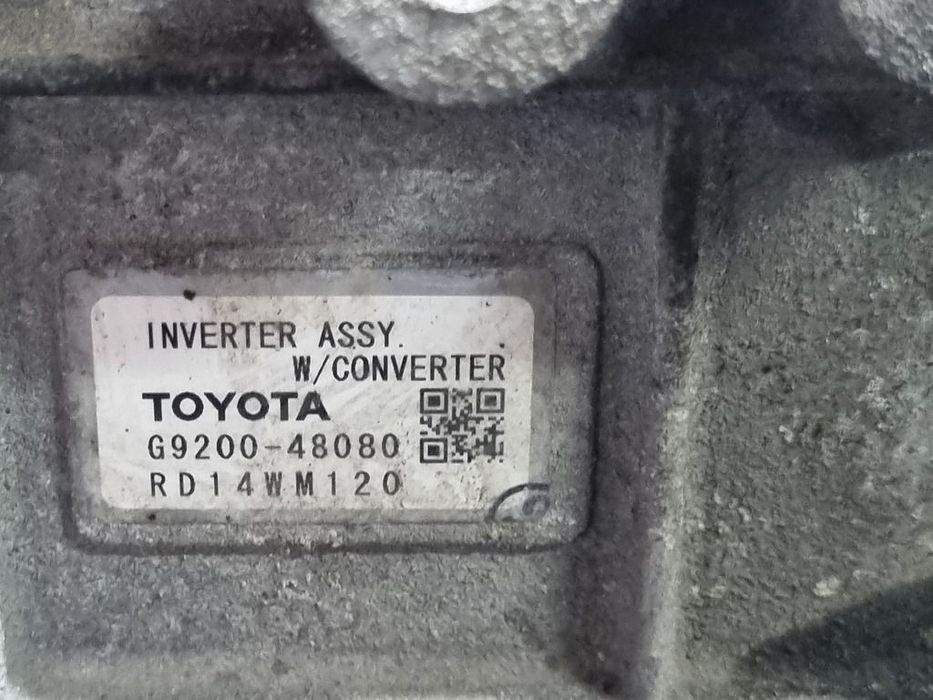 INVERTER ASSY.
W/CONVERTER
TOYOTA
G9200-48080
RD14WM120